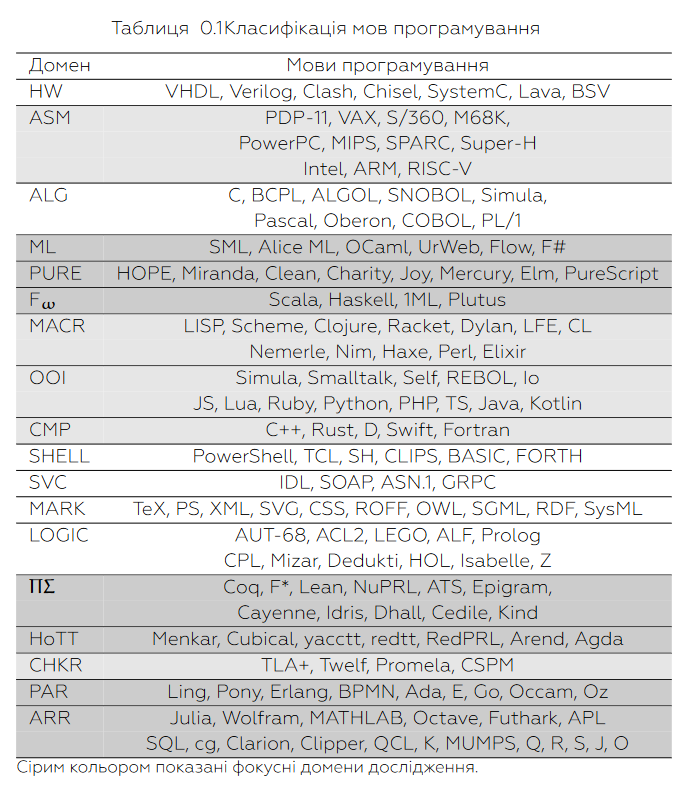 Таблиця 0.1Класифікація мов програмування
Домен Мови програмування
HW VHDL, Verilog, Clash, Chisel, SystemC, Lava, BSV
ASM PDP-11, VAX, S/360, M68K,
PowerPC, MIPS, SPARC, Super-H
Intel, ARM, RISC-V
ALG C, BCPL, ALGOL, SNOBOL, Simula,
Pascal, Oberon, COBOL, PL/1
ML SML, Alice ML, OCaml, UrWeb, Flow, F#
PURE HOPE, Miranda, Clean, Charity, Joy, Mercury, Elm, PureScript
Fω Scala, Haskell, 1ML, Plutus
MACR LISP, Scheme, Clojure, Racket, Dylan, LFE, CL
Nemerle, Nim, Haxe, Perl, Elixir
OOI Simula, Smalltalk, Self, REBOL, Io
JS, Lua, Ruby, Python, PHP, TS, Java, Kotlin
CMP C++, Rust, D, Swift, Fortran
SHELL PowerShell, TCL, SH, CLIPS, BASIC, FORTH
SVC IDL, SOAP, ASN.1, GRPC
MARK TeX, PS, XML, SVG, CSS, ROFF, OWL, SGML, RDF, SysML
LOGIC AUT-68, ACL2, LEGO, ALF, Prolog
CPL, Mizar, Dedukti, HOL, Isabelle, Z
ΠΣ Coq, F*, Lean, NuPRL, ATS, Epigram,
Cayenne, Idris, Dhall, Cedile, Kind
HoTT Menkar, Cubical, yacctt, redtt, RedPRL, Arend, Agda
CHKR TLA+, Twelf, Promela, CSPM
PAR Ling, Pony, Erlang, BPMN, Ada, E, Go, Occam, Oz
ARR Julia, Wolfram, MATHLAB, Octave, Futhark, APL
SQL, cg, Clarion, Clipper, QCL, K, MUMPS, Q, R, S, J, O
Сірим кольором показані фокусні домени дослідження.